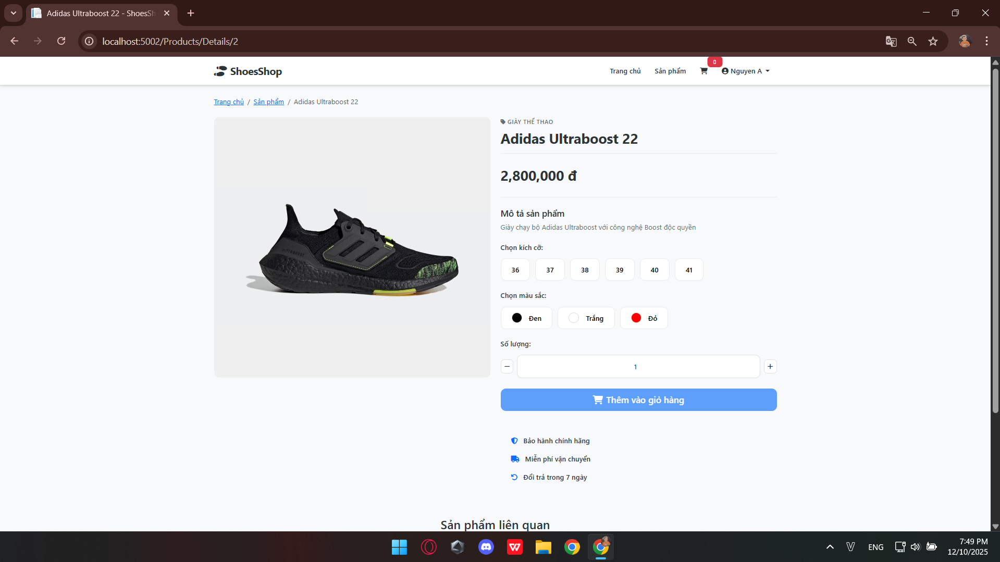 Adidas Ultraboost 22 - ShoesSh
localhost:5002/Products/Details/2
ShoesShop
Trang chủ
Sản phẩm
0
Nguyen A
Trang chủ / Sản phẩm / Adidas Ultraboost 22
GIÀY THỂ THAO
Adidas Ultraboost 22
2,800,000 đ
Mô tả sản phẩm
Giày chạy bộ Adidas Ultraboost với công nghệ Boost độc quyền
Chọn kích cỡ:
36 37 38 39 40 41
Chọn màu sắc:
Đen Trắng Đỏ
Số lượng:
− 1 +
Thêm vào giỏ hàng
Bảo hành chính hãng
Miễn phí vận chuyển
Đổi trả trong 7 ngày
Sản phẩm liên quan
ULTRABOOST
ENG
7:49 PM
12/10/2025